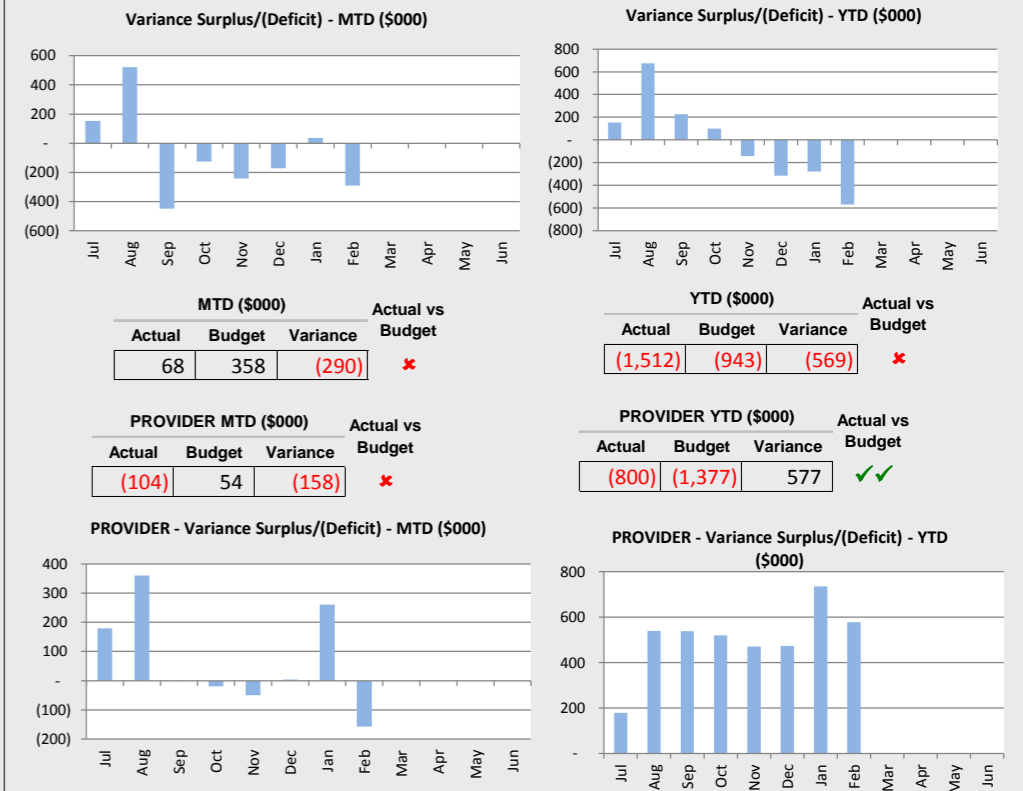 Variance Surplus/(Deficit) - MTD ($000)
600
400
200
-
(200)
(400)
(600)
Jul Aug Sep Oct Nov Dec Jan Feb Mar Apr May Jun
Variance Surplus/(Deficit) - YTD ($000)
800
600
400
200
-
(200)
(400)
(600)
(800)
Jul Aug Sep Oct Nov Dec Jan Feb Mar Apr May Jun
MTD ($000)
Actual vs
Budget
Actual Budget Variance
68 358 (290) ✘
YTD ($000)
Actual vs
Budget
Actual Budget Variance
(1,512) (943) (569) ✘
PROVIDER MTD ($000)
Actual vs
Budget
Actual Budget Variance
(104) 54 (158) ✘
PROVIDER YTD ($000)
Actual vs
Budget
Actual Budget Variance
(800) (1,377) 577 ✓✓
PROVIDER - Variance Surplus/(Deficit) - MTD ($000)
400
300
200
100
-
(100)
(200)
Jul Aug Sep Oct Nov Dec Jan Feb Mar Apr May Jun
PROVIDER - Variance Surplus/(Deficit) - YTD
($000)
800
600
400
200
-
Jul Aug Sep Oct Nov Dec Jan Feb Mar Apr May Jun